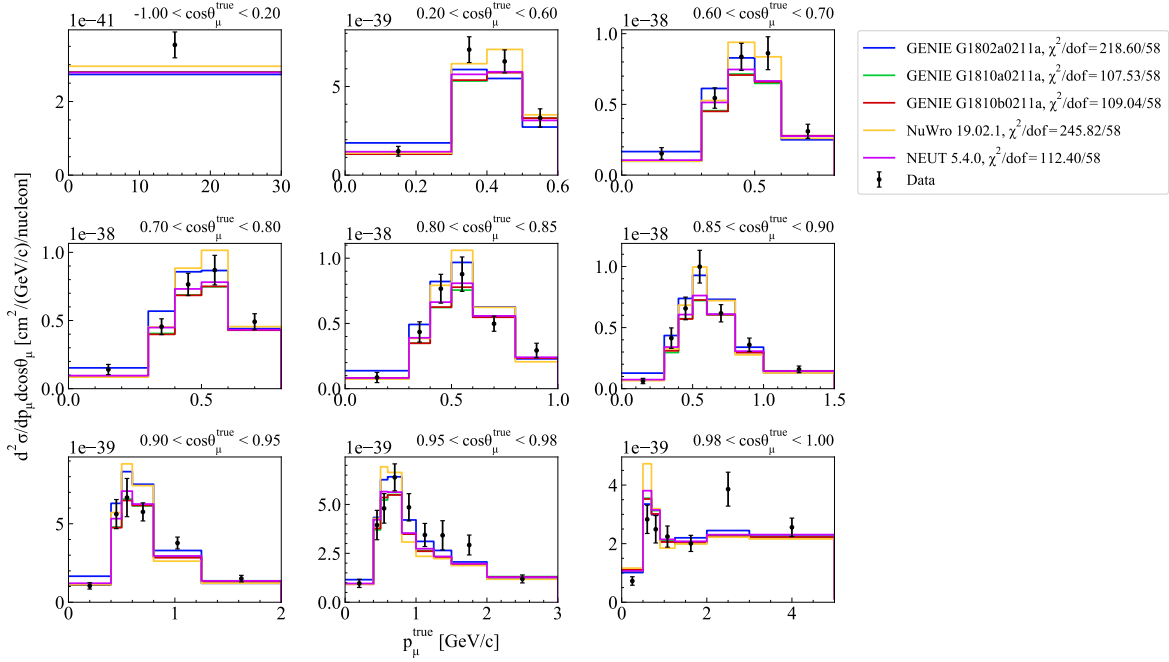 1e−41
-1.00 < cosθ_μ^true < 0.20
4
2
0
0
10
20
30
1e−39
0.20 < cosθ_μ^true < 0.60
7.5
5.0
2.5
0.0
0.0
0.2
0.4
0.6
1e−38
0.60 < cosθ_μ^true < 0.70
1.0
0.5
0.0
0.0
0.5
GENIE G1802a0211a, χ²/dof = 218.60/58
GENIE G1810a0211a, χ²/dof = 107.53/58
GENIE G1810b0211a, χ²/dof = 109.04/58
NuWro 19.02.1, χ²/dof = 245.82/58
NEUT 5.4.0, χ²/dof = 112.40/58
Data
d²σ/dp_μdcosθ_μ [cm²/(GeV/c)/nucleon]
1e−38
0.70 < cosθ_μ^true < 0.80
1.0
0.5
0.0
0.0
0.5
1e−38
0.80 < cosθ_μ^true < 0.85
1.0
0.5
0.0
0.0
0.5
1.0
1e−38
0.85 < cosθ_μ^true < 0.90
1.0
0.5
0.0
0.0
0.5
1.0
1.5
1e−39
0.90 < cosθ_μ^true < 0.95
5
0
0
1
2
1e−39
0.95 < cosθ_μ^true < 0.98
7.5
5.0
2.5
0.0
0
1
2
3
1e−39
0.98 < cosθ_μ^true < 1.00
4
2
0
0
2
4
p_μ^true [GeV/c]